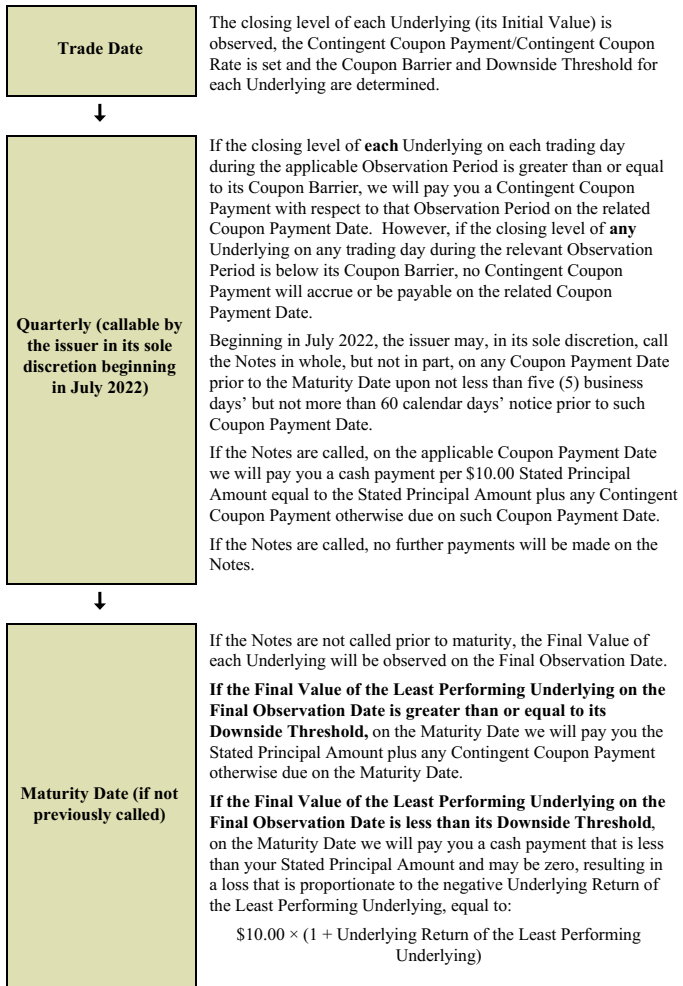 Trade Date
The closing level of each Underlying (its Initial Value) is
observed, the Contingent Coupon Payment/Contingent Coupon
Rate is set and the Coupon Barrier and Downside Threshold for
each Underlying are determined.
Quarterly (callable by
the issuer in its sole
discretion beginning
in July 2022)
If the closing level of each Underlying on each trading day
during the applicable Observation Period is greater than or equal
to its Coupon Barrier, we will pay you a Contingent Coupon
Payment with respect to that Observation Period on the related
Coupon Payment Date. However, if the closing level of any
Underlying on any trading day during the relevant Observation
Period is below its Coupon Barrier, no Contingent Coupon
Payment will accrue or be payable on the related Coupon
Payment Date.
Beginning in July 2022, the issuer may, in its sole discretion, call
the Notes in whole, but not in part, on any Coupon Payment Date
prior to the Maturity Date upon not less than five (5) business
days’ but not more than 60 calendar days’ notice prior to such
Coupon Payment Date.
If the Notes are called, on the applicable Coupon Payment Date
we will pay you a cash payment per $10.00 Stated Principal
Amount equal to the Stated Principal Amount plus any Contingent
Coupon Payment otherwise due on such Coupon Payment Date.
If the Notes are called, no further payments will be made on the
Notes.
Maturity Date (if not
previously called)
If the Notes are not called prior to maturity, the Final Value of
each Underlying will be observed on the Final Observation Date.
If the Final Value of the Least Performing Underlying on the
Final Observation Date is greater than or equal to its
Downside Threshold, on the Maturity Date we will pay you the
Stated Principal Amount plus any Contingent Coupon Payment
otherwise due on the Maturity Date.
If the Final Value of the Least Performing Underlying on the
Final Observation Date is less than its Downside Threshold,
on the Maturity Date we will pay you a cash payment that is less
than your Stated Principal Amount and may be zero, resulting in
a loss that is proportionate to the negative Underlying Return of
the Least Performing Underlying, equal to:
$10.00 × (1 + Underlying Return of the Least Performing
Underlying)